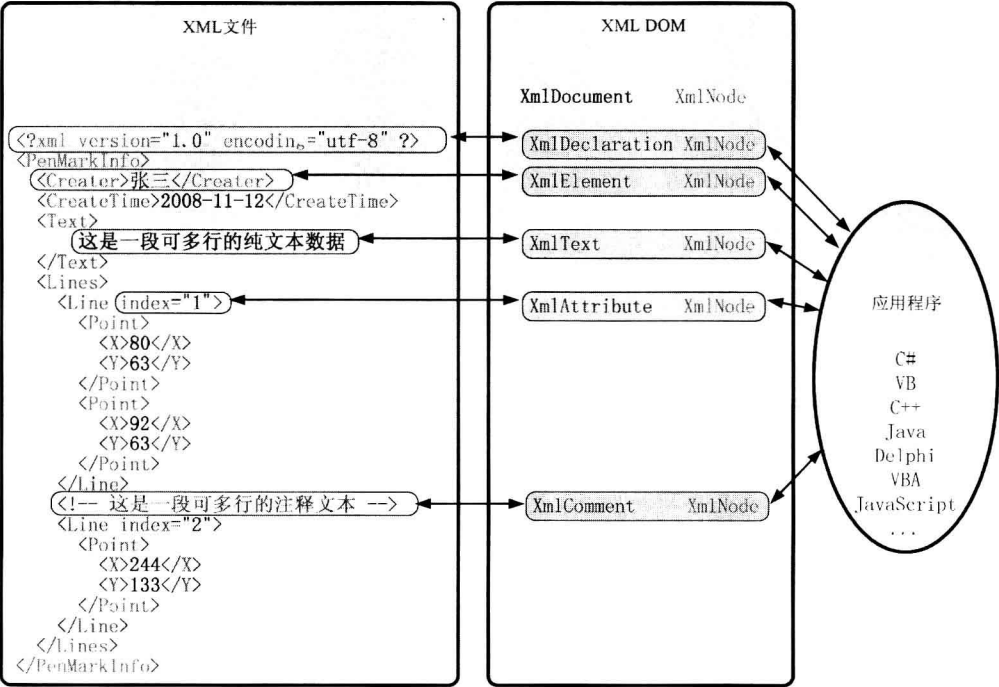 XML文件
<?xml version="1.0" encoding="utf-8" ?>
<PenMarkInfo>
<Creater>张三</Creater>
<CreateTime>2008-11-12</CreateTime>
<Text>
这是一段可多行的纯文本数据
</Text>
<Lines>
<Line index="1">
<Point>
<X>80</X>
<Y>63</Y>
</Point>
<Point>
<X>92</X>
<Y>63</Y>
</Point>
</Line>
<!-- 这是一段可多行的注释文本 -->
<Line index="2">
<Point>
<X>244</X>
<Y>133</Y>
</Point>
</Line>
</Lines>
</PenMarkInfo>
XML DOM
XmlDocument XmlNode
XmlDeclaration XmlNode
XmlElement XmlNode
XmlText XmlNode
XmlAttribute XmlNode
XmlComment XmlNode
应用程序
C#
VB
C++
Java
Delphi
VBA
JavaScript
...